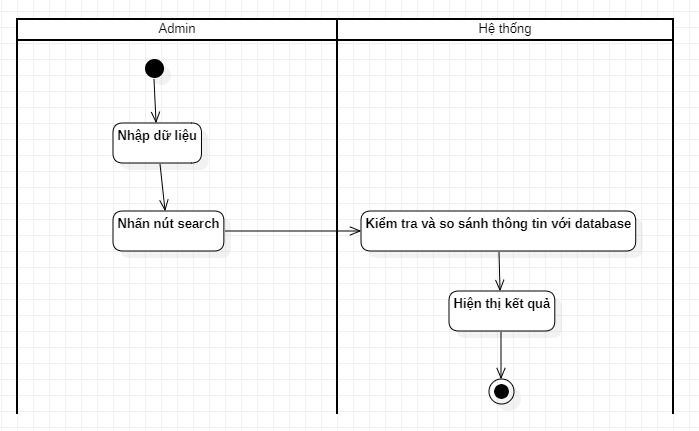 Admin
Hệ thống
Nhập dữ liệu
Nhấn nút search
Kiểm tra và so sánh thông tin với database
Hiện thị kết quả